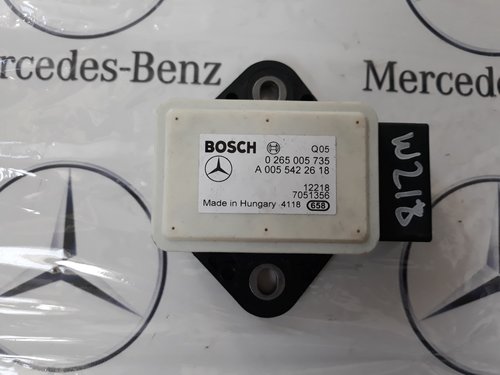 rcedes-Benz
Mercedes
BOSCH Q05
0 265 005 735
A 005 542 26 18
12218
7051356
Made in Hungary 4118 658
W218